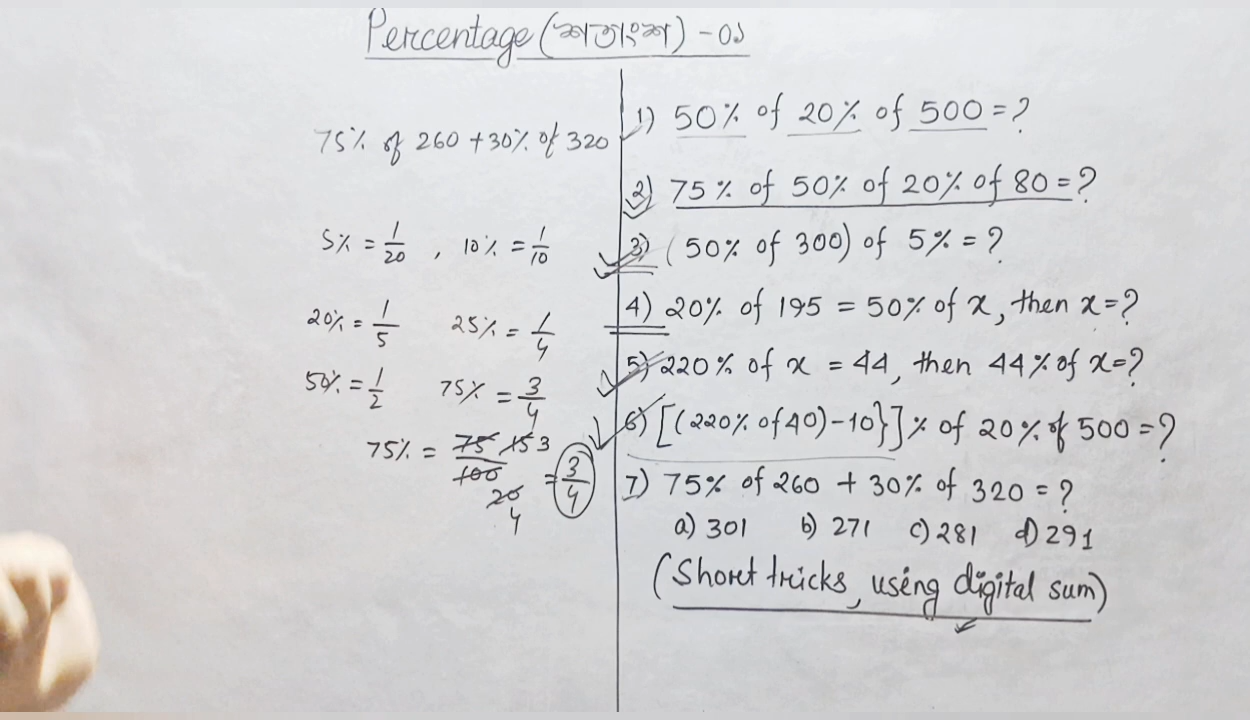 Percentage (শতাংশ) - 01
75% of 260 + 30% of 320
5% = 1/20 , 10% = 1/10
20% = 1/5 25% = 1/4
50% = 1/2 75% = 3/4
75% = 75 15 3 / 100 20 4 = 3/4
1) 50% of 20% of 500 = ?
2) 75% of 50% of 20% of 80 = ?
3) (50% of 300) of 5% = ?
4) 20% of 195 = 50% of x, then x = ?
5) 220% of x = 44, then 44% of x = ?
6) [(220% of 40) - 10}] % of 20% of 500 = ?
7) 75% of 260 + 30% of 320 = ?
a) 301 b) 271 c) 281 d) 291
(Short tricks, using digital sum)